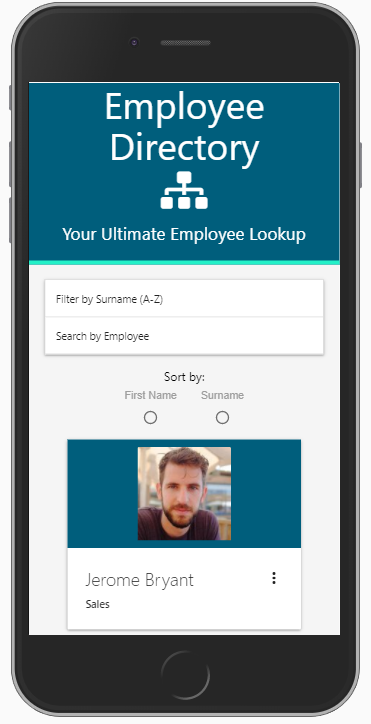 Employee
Directory
Your Ultimate Employee Lookup
Filter by Surname (A-Z)
Search by Employee
Sort by:
First Name Surname
Jerome Bryant
Sales